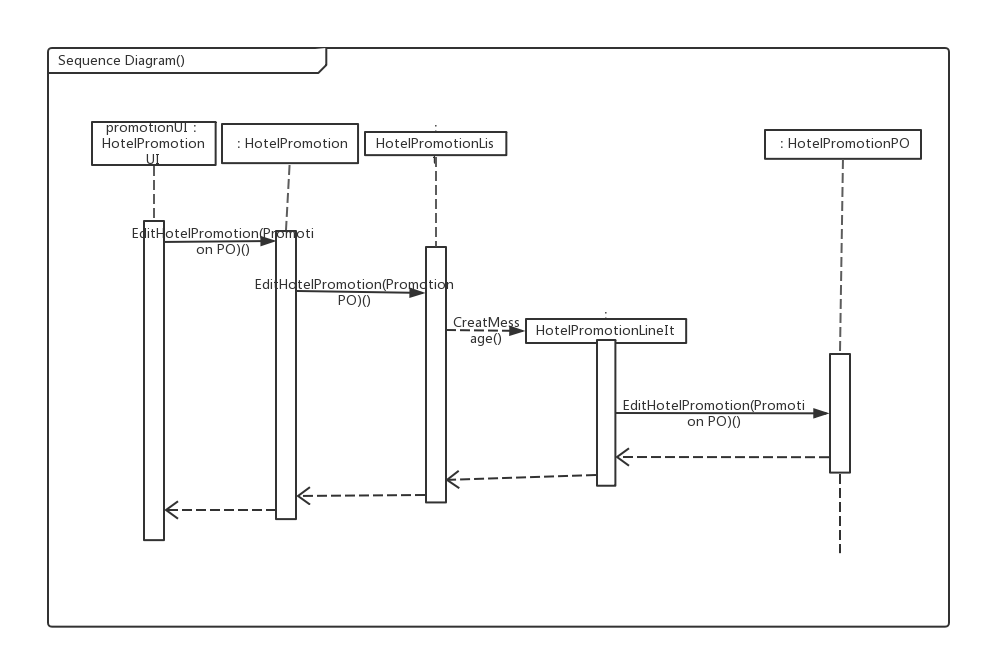 Sequence Diagram()
promotionUI :
HotelPromotion
UI
: HotelPromotion
:
HotelPromotionLis
t
: HotelPromotionPO
EditHotelPromotion(Promoti
on PO)()
EditHotelPromotion(Promotion
PO)()
CreatMess
age()
:
HotelPromotionLineIt
EditHotelPromotion(Promoti
on PO)()